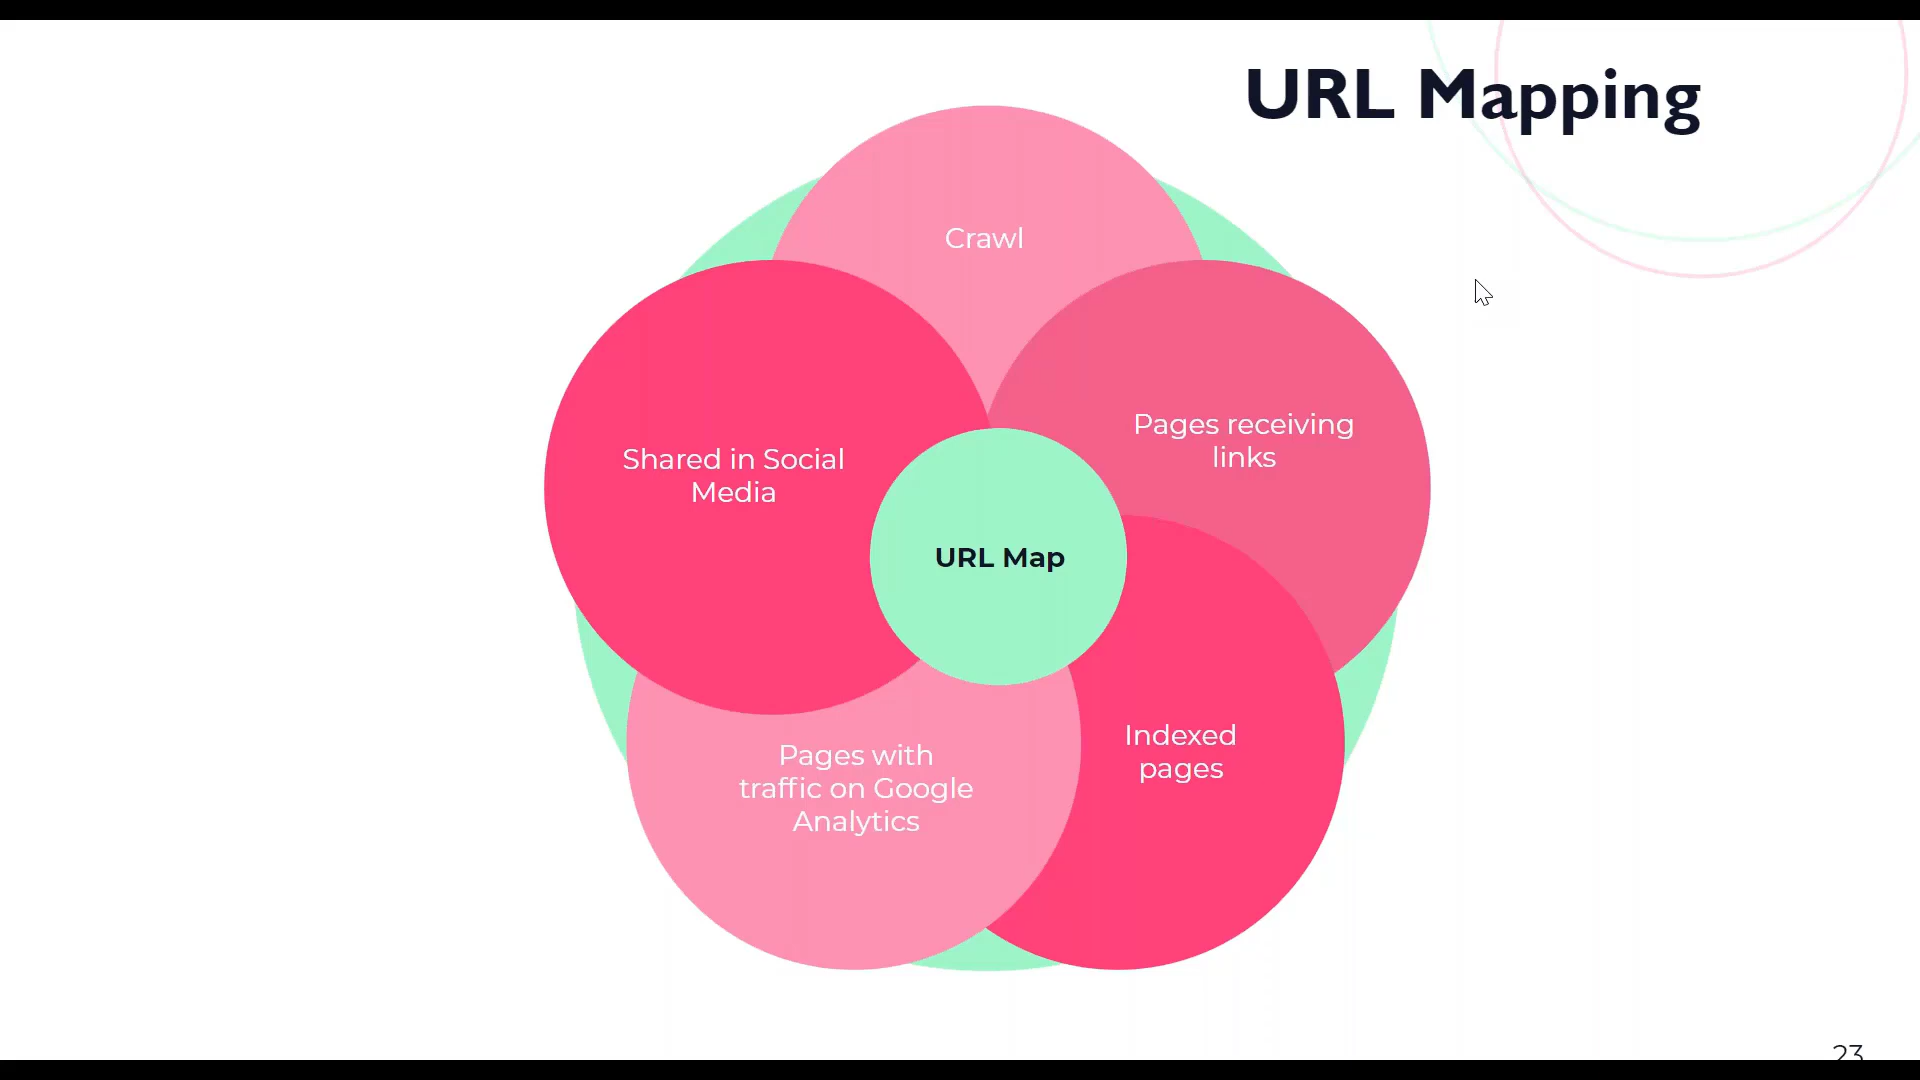 URL Mapping
Crawl
Pages receiving
links
Shared in Social
Media
URL Map
Indexed
pages
Pages with
traffic on Google
Analytics
23